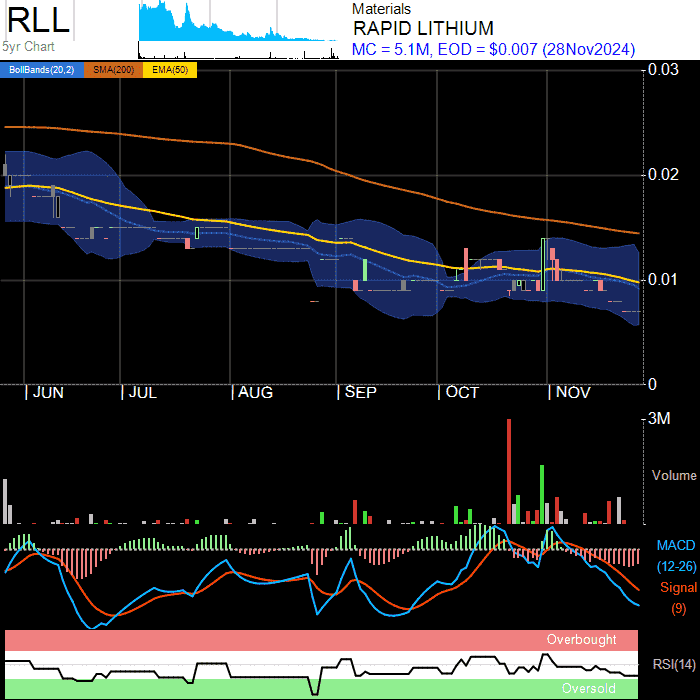 RLL
5yr Chart
Materials
RAPID LITHIUM
MC = 5.1M, EOD = $0.007 (28Nov2024)
BollBands(20,2) SMA(200) EMA(50)
0.03
0.02
0.01
0
JUN JUL AUG SEP OCT NOV
3M
Volume
MACD
(12-26)
Signal
(9)
Overbought
RSI(14)
Oversold